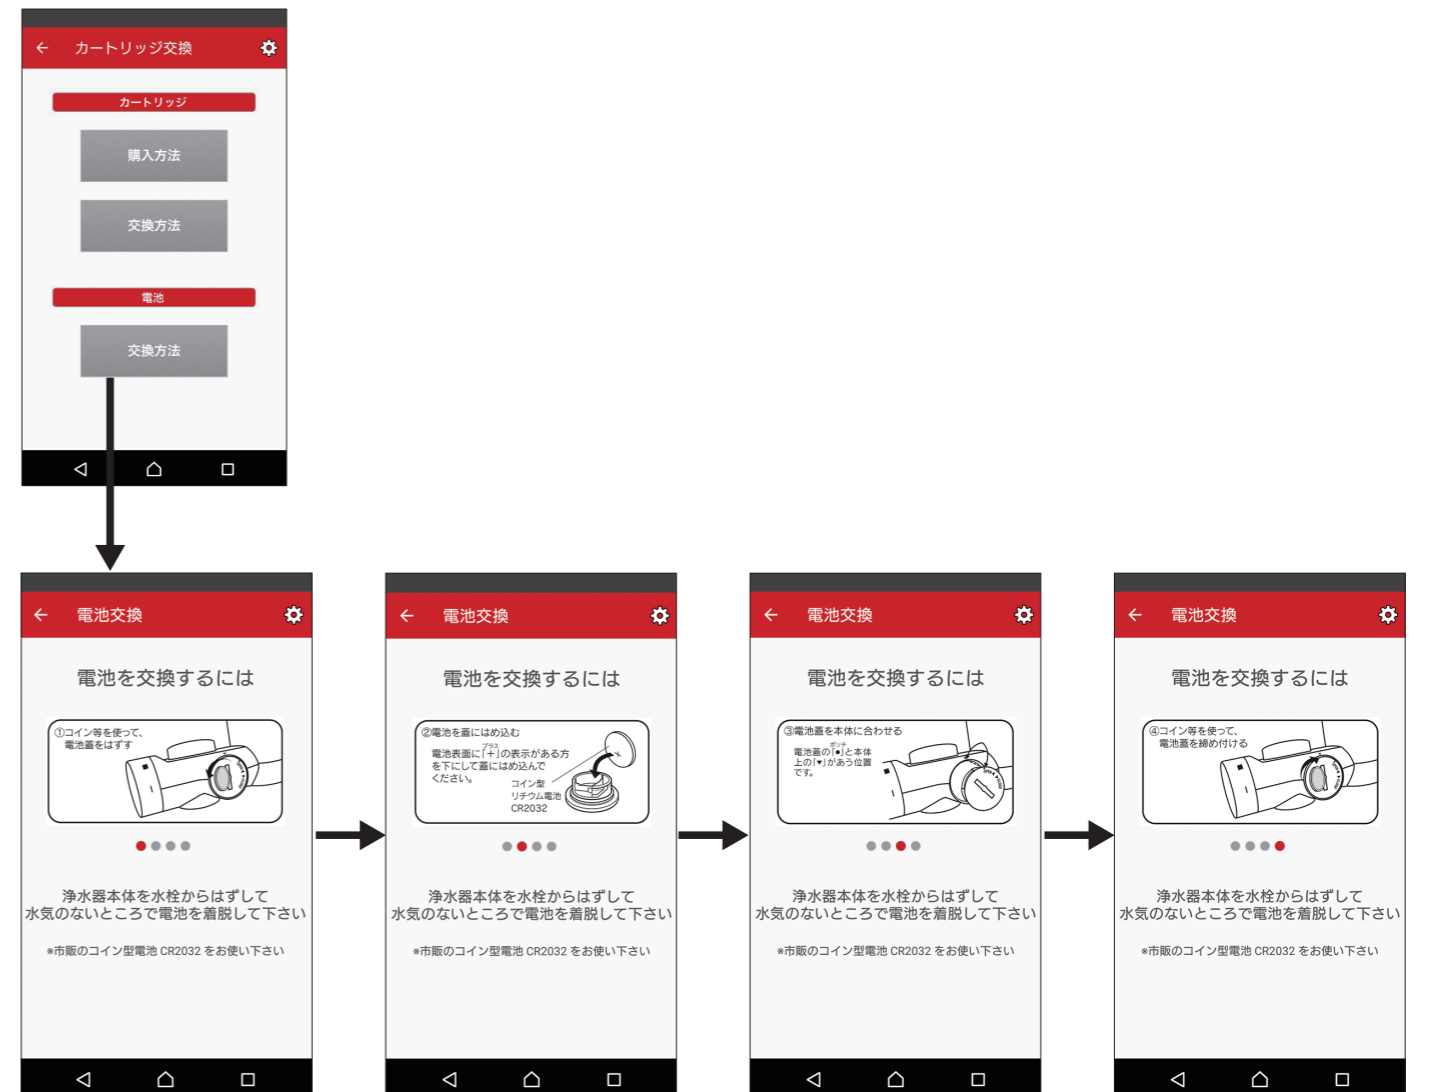 カートリッジ交換
カートリッジ
購入方法
交換方法
電池
交換方法
電池交換
電池を交換するには
①コイン等を使って、
電池蓋をはずす
浄水器本体を水栓からはずして
水気のないところで電池を着脱して下さい
※市販のコイン型電池 CR2032 をお使い下さい
電池交換
電池を交換するには
②電池を蓋にはめ込む
プラス
電池表面に「+」の表示がある方
を下にして蓋にはめ込んで
ください。
コイン型
リチウム電池
CR2032
浄水器本体を水栓からはずして
水気のないところで電池を着脱して下さい
※市販のコイン型電池 CR2032 をお使い下さい
電池交換
電池を交換するには
③電池蓋を本体に合わせる
ポッチ
電池蓋の「●」と本体
上の「▼」があう位置
です。
浄水器本体を水栓からはずして
水気のないところで電池を着脱して下さい
※市販のコイン型電池 CR2032 をお使い下さい
電池交換
電池を交換するには
④コイン等を使って、
電池蓋を締め付ける
浄水器本体を水栓からはずして
水気のないところで電池を着脱して下さい
※市販のコイン型電池 CR2032 をお使い下さい